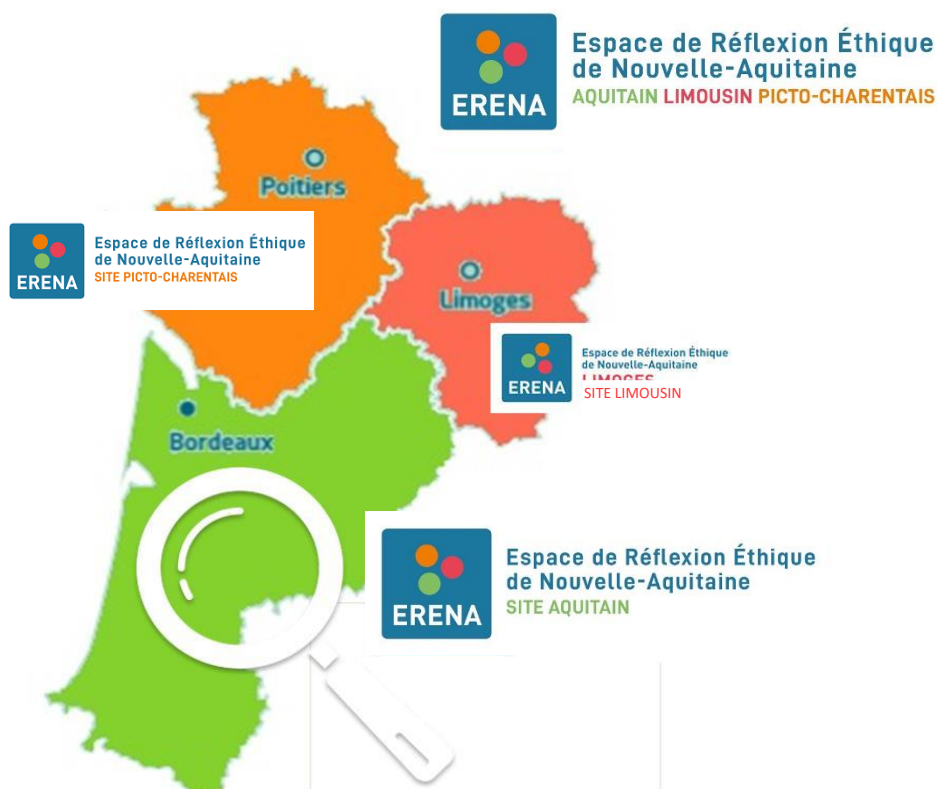 ERENA
Espace de Réflexion Éthique
de Nouvelle-Aquitaine
AQUITAIN LIMOUSIN PICTO-CHARENTAIS
Poitiers
ERENA
Espace de Réflexion Éthique
de Nouvelle-Aquitaine
SITE PICTO-CHARENTAIS
Limoges
ERENA
Espace de Réflexion Éthique
de Nouvelle-Aquitaine
LIMOGES
SITE LIMOUSIN
Bordeaux
ERENA
Espace de Réflexion Éthique
de Nouvelle-Aquitaine
SITE AQUITAIN